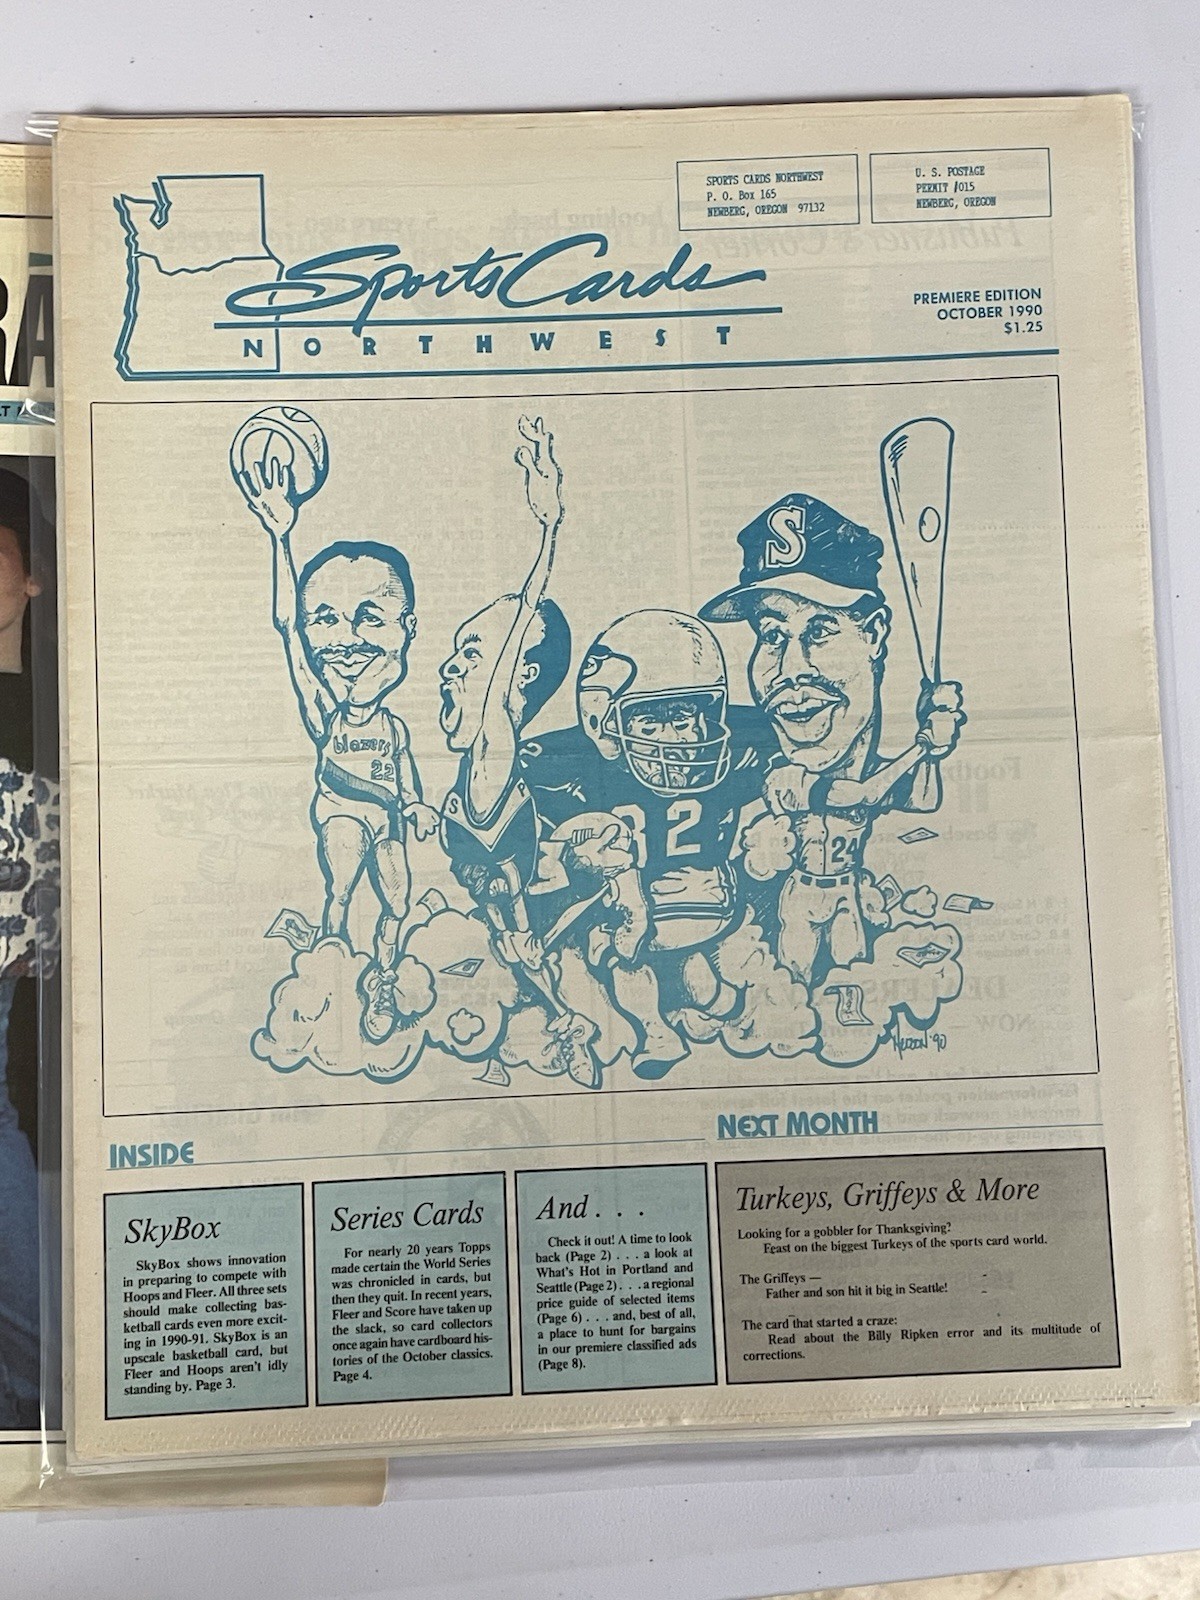 SPORTS CARDS NORTHWEST
P. O. Box 165
NEWBERG, OREGON 97132
U. S. POSTAGE
PERMIT #015
NEWBERG, OREGON
Sports Cards
NORTHWEST
PREMIERE EDITION
OCTOBER 1990
$1.25
RA
LT
S
blazers
22
S
P
32
24
'90
INSIDE
SkyBox
SkyBox shows innovation
in preparing to compete with
Hoops and Fleer. All three sets
should make collecting bas-
ketball cards even more excit-
ing in 1990-91. SkyBox is an
upscale basketball card, but
Fleer and Hoops aren't idly
standing by. Page 3.
Series Cards
For nearly 20 years Topps
made certain the World Series
was chronicled in cards, but
then they quit. In recent years,
Fleer and Score have taken up
the slack, so card collectors
once again have cardboard his-
tories of the October classics.
Page 4.
And . . .
Check it out! A time to look
back (Page 2) . . . a look at
What's Hot in Portland and
Seattle (Page 2) . . . a regional
price guide of selected items
(Page 6) . . . and, best of all,
a place to hunt for bargains
in our premiere classified ads
(Page 8).
NEXT MONTH
Turkeys, Griffeys & More
Looking for a gobbler for Thanksgiving?
Feast on the biggest Turkeys of the sports card world.
The Griffeys —
Father and son hit it big in Seattle!
The card that started a craze:
Read about the Billy Ripken error and its multitude of
corrections.